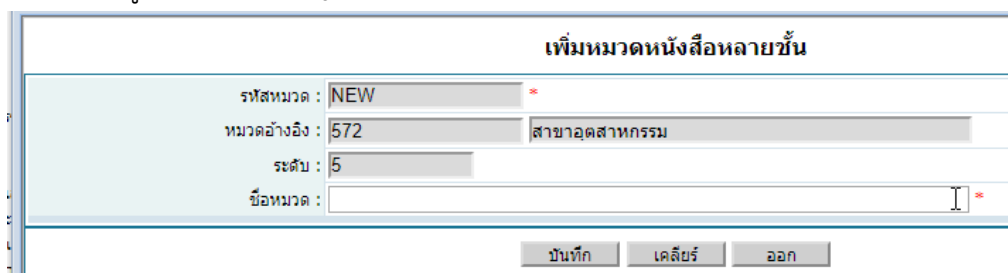 เพิ่มหมวดหนังสือหลายชั้น
รหัสหมวด : NEW *
หมวดอ้างอิง : 572 สาขาอุตสาหกรรม
ระดับ : 5
ชื่อหมวด : *
บันทึก เคลียร์ ออก